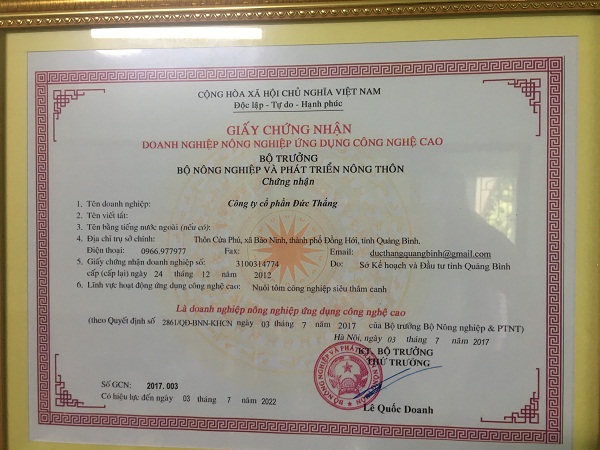 CỘNG HÒA XÃ HỘI CHỦ NGHĨA VIỆT NAM
Độc lập - Tự do - Hạnh phúc
GIẤY CHỨNG NHẬN
DOANH NGHIỆP NÔNG NGHIỆP ỨNG DỤNG CÔNG NGHỆ CAO
BỘ TRƯỞNG
BỘ NÔNG NGHIỆP VÀ PHÁT TRIỂN NÔNG THÔN
Chứng nhận
1. Tên doanh nghiệp: Công ty cổ phần Đức Thắng
2. Tên viết tắt:
3. Tên bằng tiếng nước ngoài (nếu có):
4. Địa chỉ trụ sở chính: Thôn Cửa Phú, xã Bảo Ninh, thành phố Đồng Hới, tỉnh Quảng Bình.
Điện thoại: 0966.977977 Fax: Email: ducthangquangbinh@gmail.com
5. Giấy chứng nhận doanh nghiệp số: 3100314774 Do: Sở Kế hoạch và Đầu tư tỉnh Quảng Bình
cấp (cấp lại) ngày 24 tháng 12 năm 2012
6. Lĩnh vực hoạt động ứng dụng công nghệ cao: Nuôi tôm công nghiệp siêu thâm canh
Là doanh nghiệp nông nghiệp ứng dụng công nghệ cao
(theo Quyết định số 2861/QĐ-BNN-KHCN ngày 03 tháng 7 năm 2017 của Bộ trưởng Bộ Nông nghiệp & PTNT)
Hà Nội, ngày 03 tháng 7 năm 2017
KT. BỘ TRƯỞNG
THỨ TRƯỞNG
Số GCN: 2017. 003
Có hiệu lực đến ngày 03 tháng 7 năm 2022
Lê Quốc Doanh